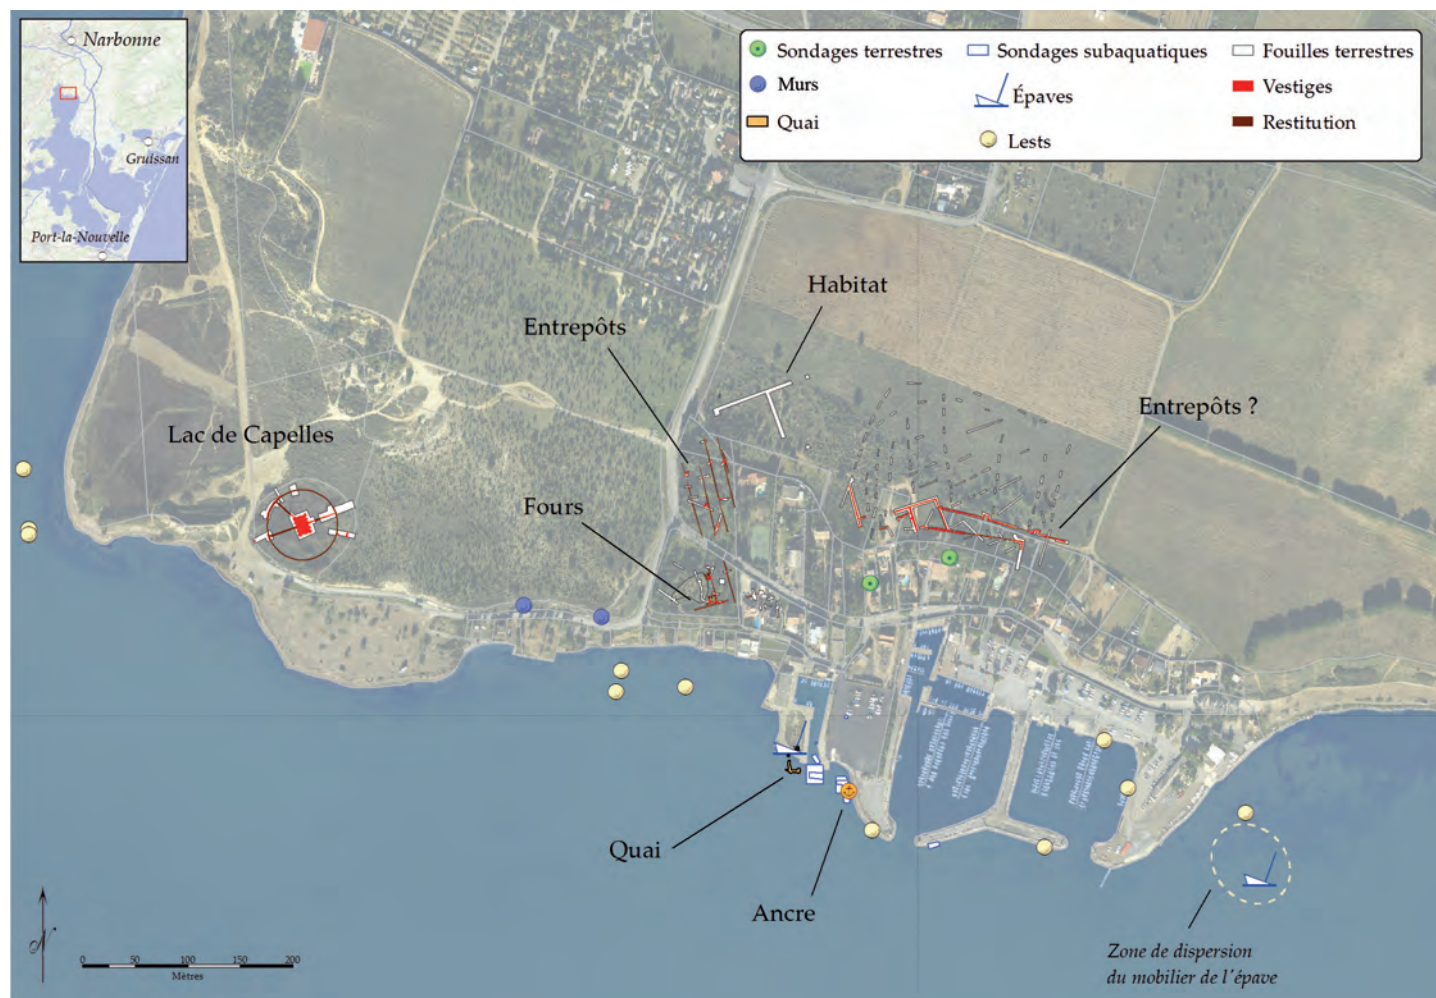 Narbonne
Gruissan
Port-la-Nouvelle
Sondages terrestres
Sondages subaquatiques
Fouilles terrestres
Murs
Épaves
Vestiges
Quai
Lests
Restitution
Habitat
Entrepôts
Entrepôts ?
Lac de Capelles
Fours
Quai
Ancre
Zone de dispersion
du mobilier de l'épave
N
0 50 100 150 200
Mètres